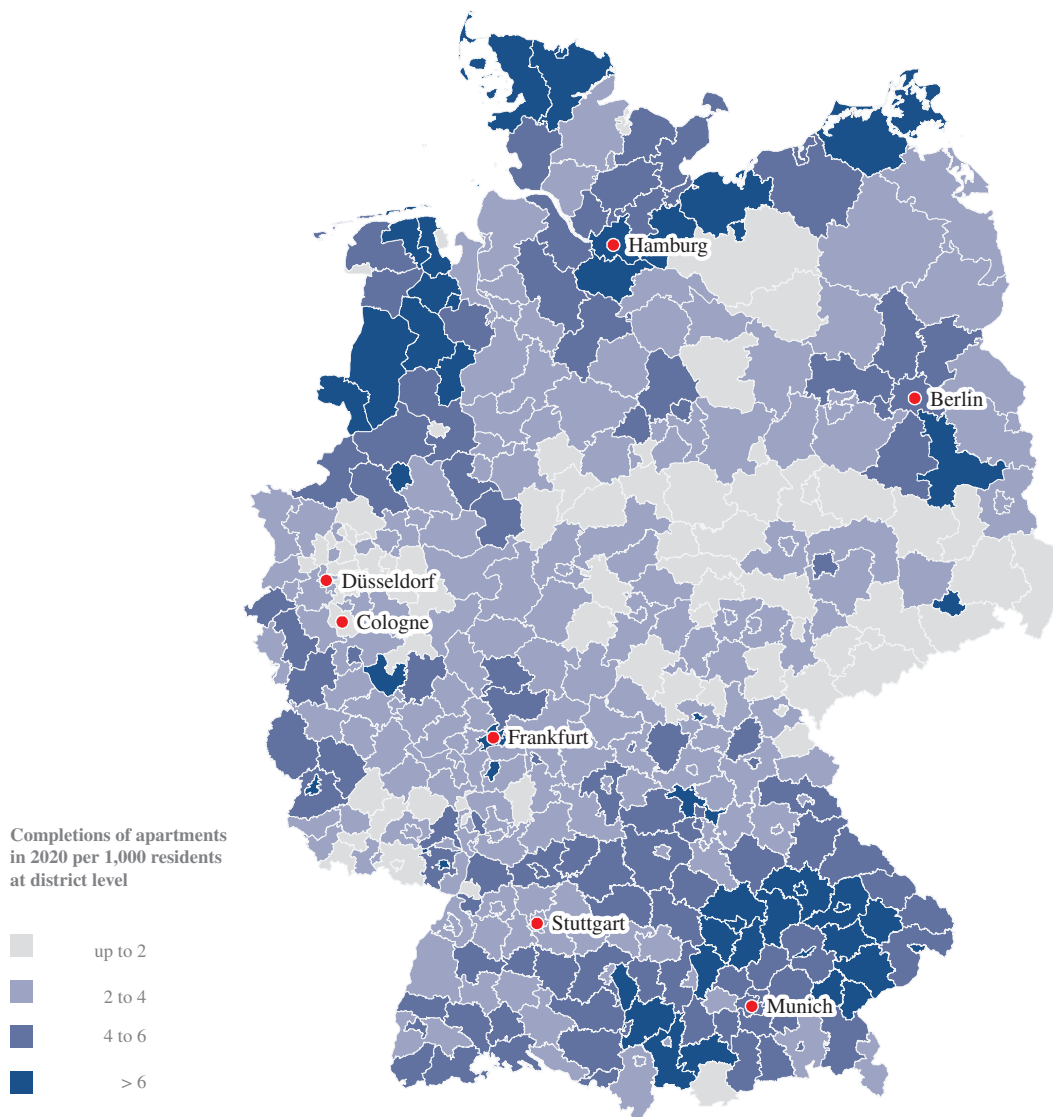 Hamburg
Berlin
Düsseldorf
Cologne
Frankfurt
Completions of apartments
in 2020 per 1,000 residents
at district level
Stuttgart
up to 2
2 to 4
Munich
4 to 6
> 6